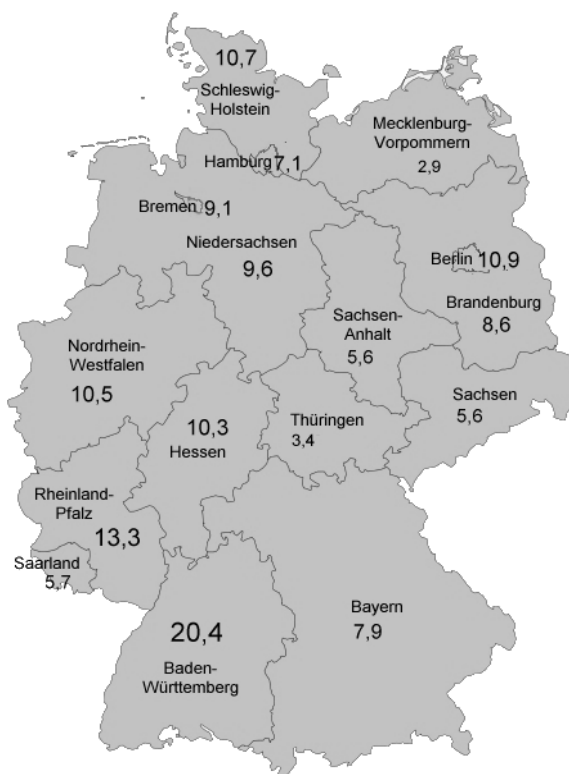 10,7
Schleswig-
Holstein
Mecklenburg-
Vorpommern
2,9
Hamburg 7,1
Bremen 9,1
Niedersachsen
9,6
Berlin 10,9
Brandenburg
8,6
Sachsen-
Anhalt
5,6
Nordrhein-
Westfalen
10,5
Sachsen
5,6
Thüringen
3,4
10,3
Hessen
Rheinland-
Pfalz
13,3
Saarland
5,7
Bayern
7,9
20,4
Baden-
Württemberg